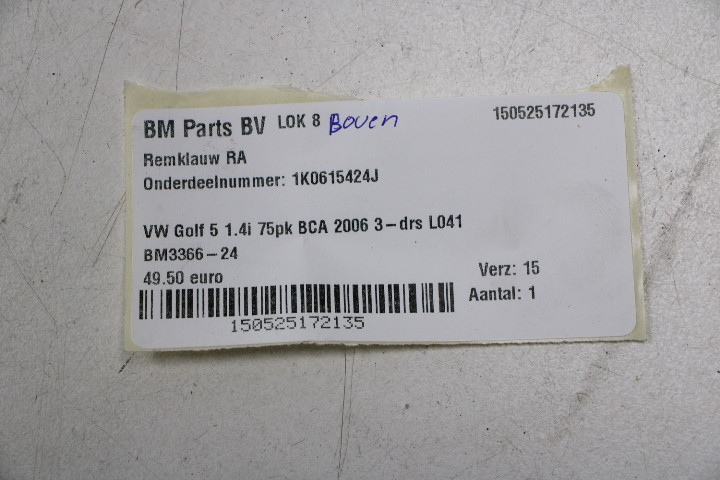 BM Parts BV LOK 8 Boven 150525172135
Remklauw RA
Onderdeelnummer: 1K0615424J
VW Golf 5 1.4i 75pk BCA 2006 3-drs L041
BM3366-24
49.50 euro Verz: 15
Aantal: 1
150525172135